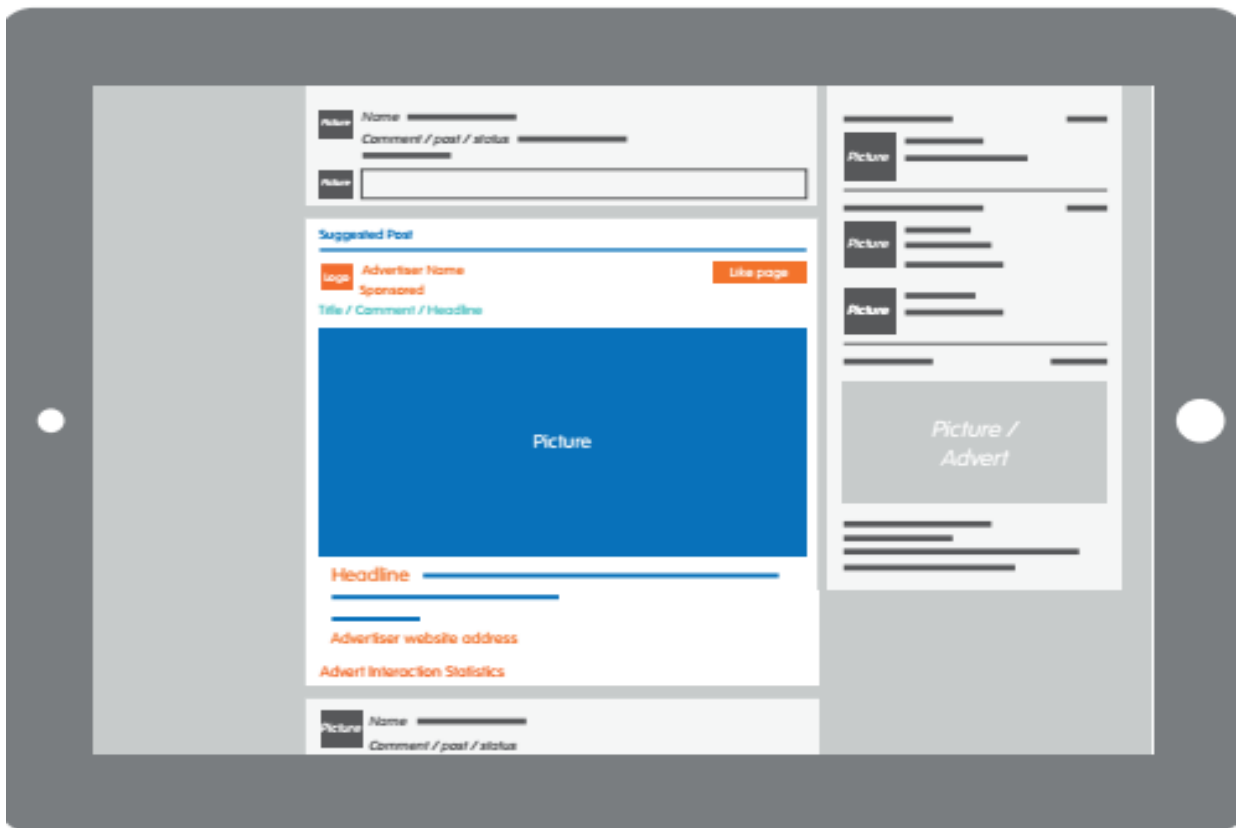 Picture
Name
Comment / post / status
Picture
Suggested Post
Logo
Advertiser Name
Sponsored
Like page
Title / Comment / Headline
Picture
Headline
Advertiser website address
Advert Interaction Statistics
Picture
Name
Comment / post / status
Picture
Picture
Picture
Picture /
Advert